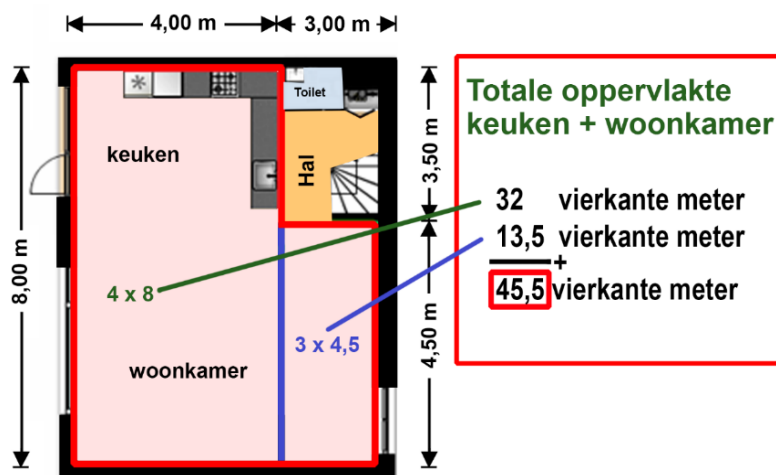 4,00 m
3,00 m
Totale oppervlakte
keuken + woonkamer
Toilet
keuken
Hal
3,50 m
32 vierkante meter
13,5 vierkante meter
+
45,5 vierkante meter
8,00 m
4 x 8
3 x 4,5
woonkamer
4,50 m